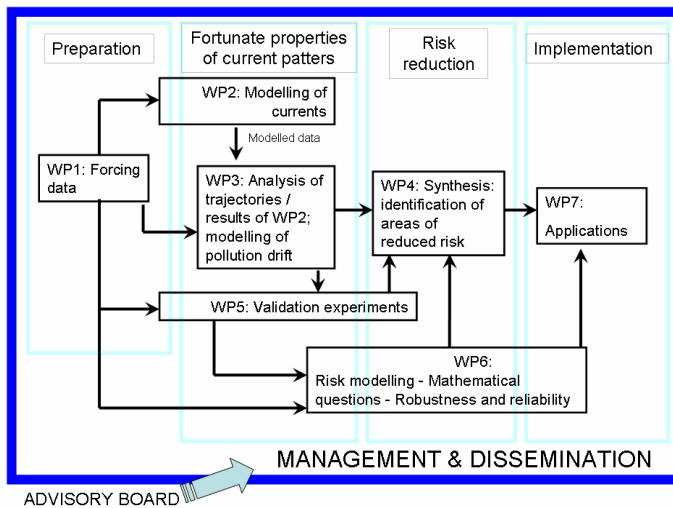 Preparation
Fortunate properties
of current patters
Risk
reduction
Implementation
WP2: Modelling of
currents
Modelled data
WP1: Forcing
data
WP3: Analysis of
trajectories /
results of WP2;
modelling of
pollution drift
WP4: Synthesis:
identification of
areas of
reduced risk
WP7:
Applications
WP5: Validation experiments
WP6:
Risk modelling - Mathematical
questions - Robustness and reliability
MANAGEMENT & DISSEMINATION
ADVISORY BOARD